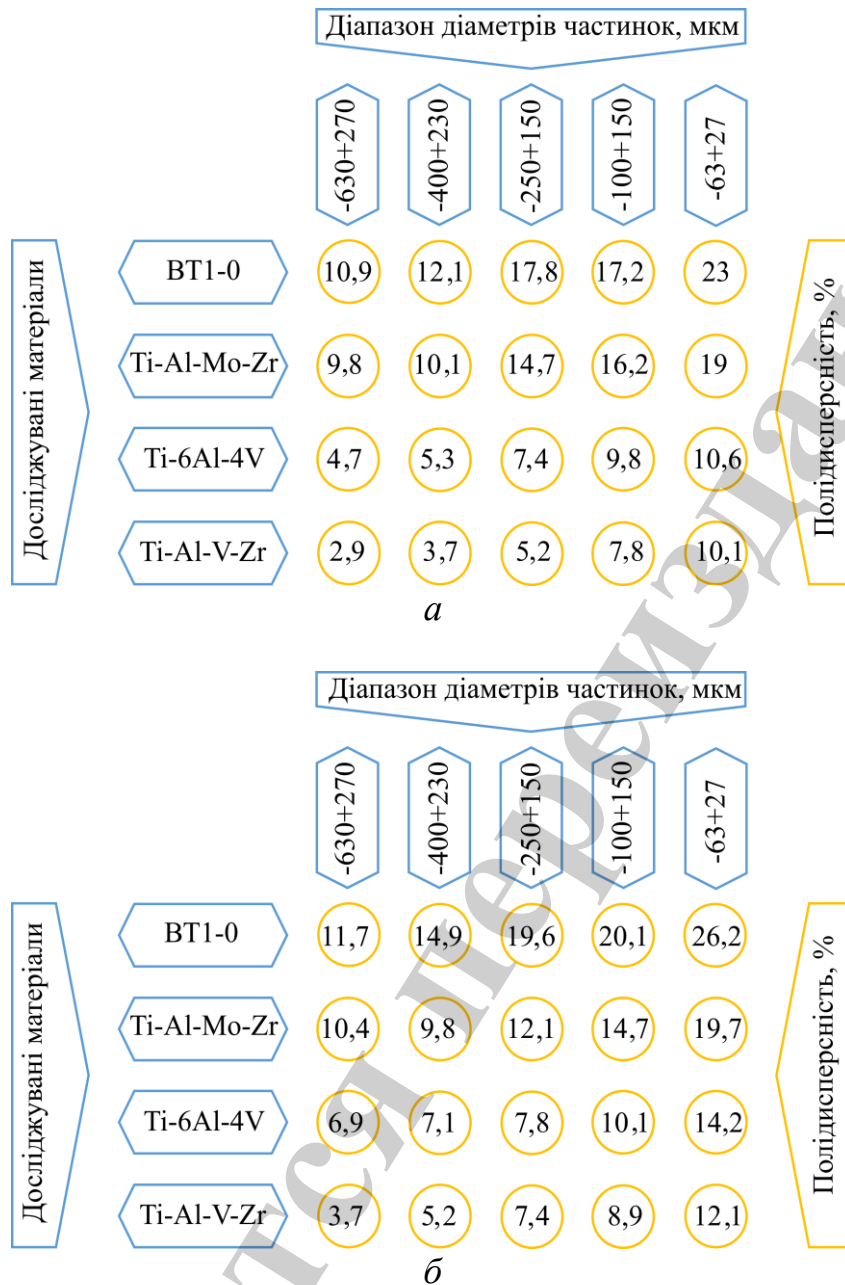 Діапазон діаметрів частинок, мкм
-630+270 -400+230 -250+150 -100+150 -63+27
Досліджувані матеріали
Полідисперсність, %
ВТ1-0 10,9 12,1 17,8 17,2 23
Ti-Al-Mo-Zr 9,8 10,1 14,7 16,2 19
Ti-6Al-4V 4,7 5,3 7,4 9,8 10,6
Ti-Al-V-Zr 2,9 3,7 5,2 7,8 10,1
а
Діапазон діаметрів частинок, мкм
-630+270 -400+230 -250+150 -100+150 -63+27
Досліджувані матеріали
Полідисперсність, %
ВТ1-0 11,7 14,9 19,6 20,1 26,2
Ti-Al-Mo-Zr 10,4 9,8 12,1 14,7 19,7
Ti-6Al-4V 6,9 7,1 7,8 10,1 14,2
Ti-Al-V-Zr 3,7 5,2 7,4 8,9 12,1
б